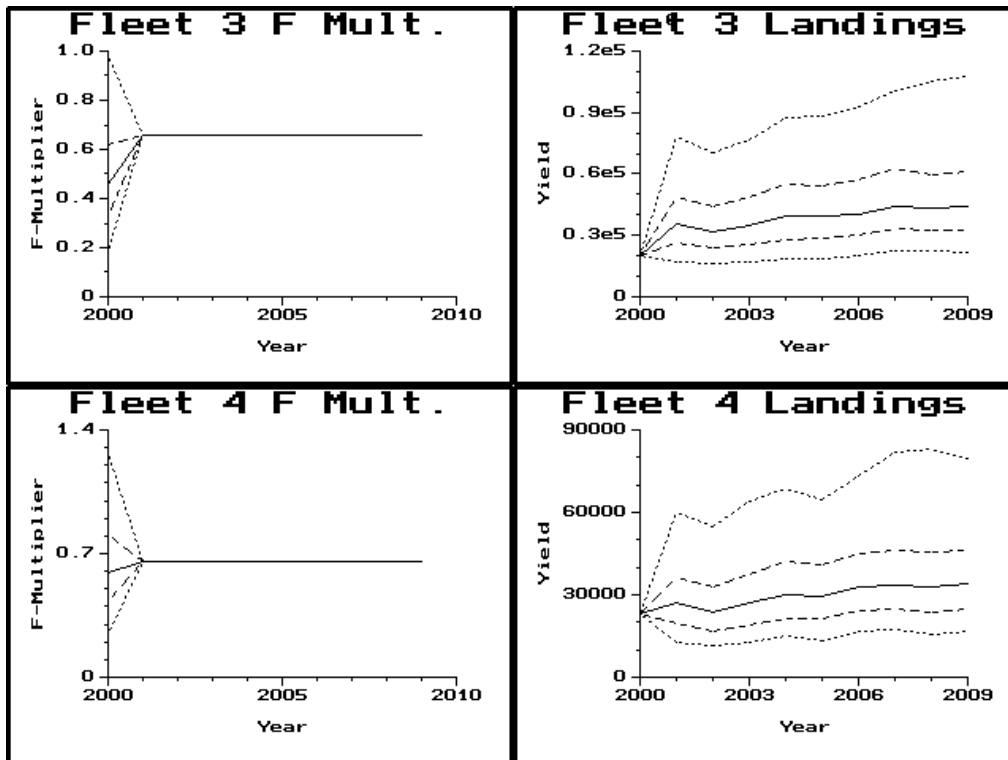 Fleet 3 F Mult.
1.0
0.8
0.6
0.4
0.2
0
F-Multiplier
2000 2005 2010
Year
Fleet 3 Landings
1.2e5
0.9e5
0.6e5
0.3e5
0
Yield
2000 2003 2006 2009
Year
Fleet 4 F Mult.
1.4
0.7
0
F-Multiplier
2000 2005 2010
Year
Fleet 4 Landings
90000
60000
30000
0
Yield
2000 2003 2006 2009
Year